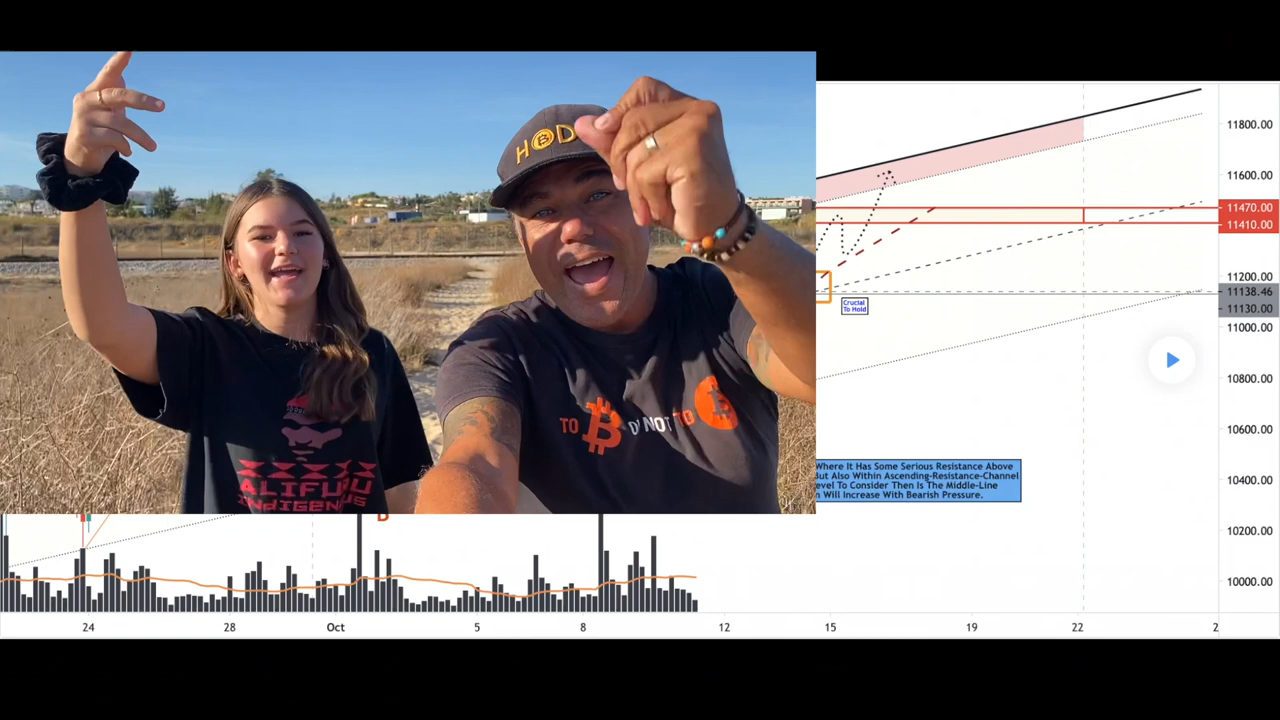 HOD
TO DO NOT TO
ALIFURU
INDIGENOUS
11800.00
11600.00
11470.00
11410.00
11200.00
11138.46
11130.00
11000.00
10800.00
10600.00
10400.00
10200.00
10000.00
Crucial
To Hold
Where It Has Some Serious Resistance Above
But Also Within Ascending-Resistance-Channel
evel To Consider Then Is The Middle-Line
n Will Increase With Bearish Pressure.
24 28 Oct 5 8 12 15 19 22 2